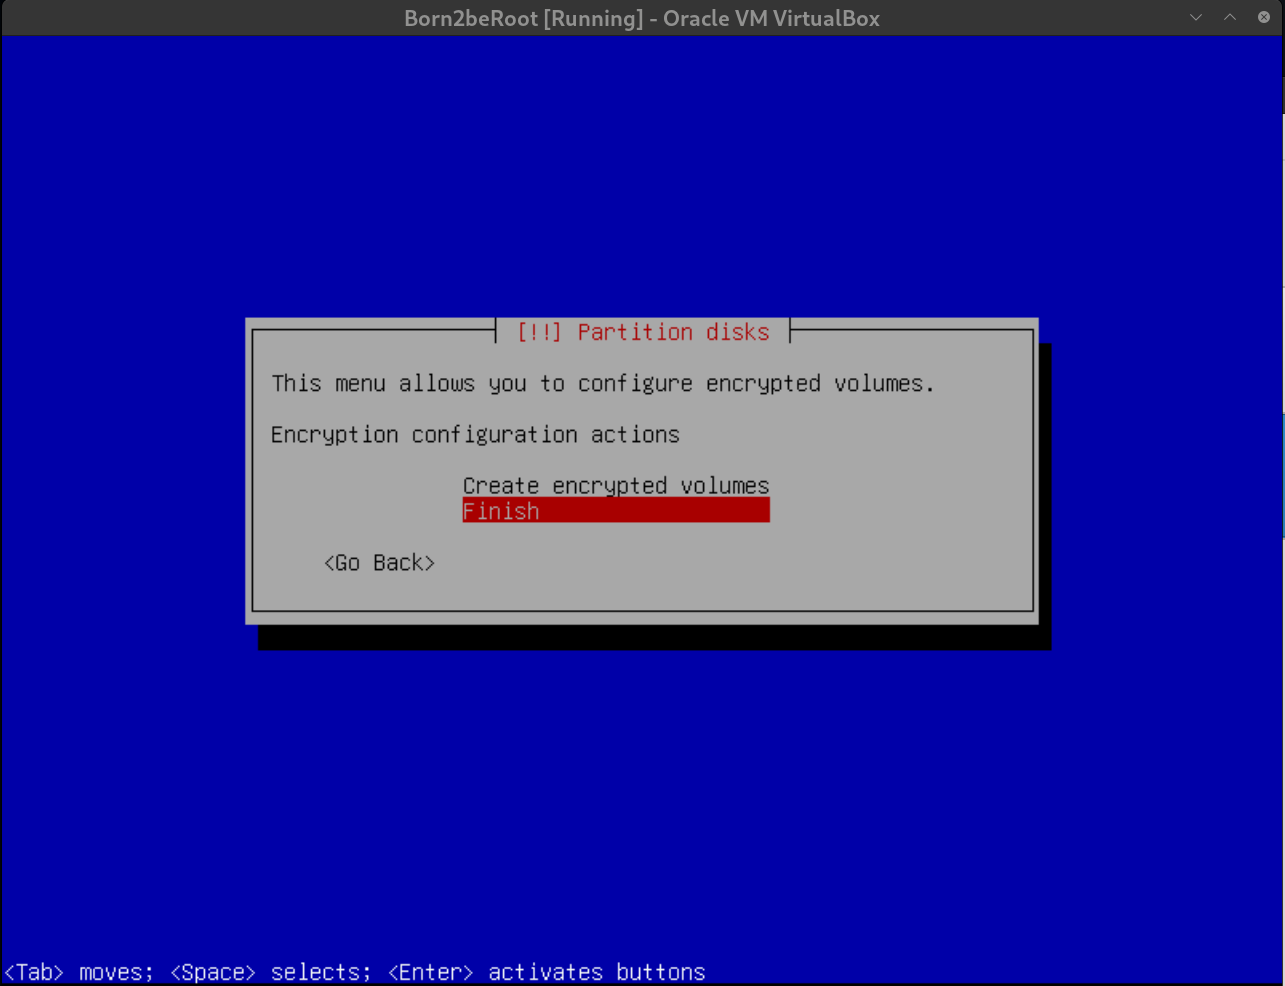 Born2beRoot [Running] - Oracle VM VirtualBox
[!!] Partition disks
This menu allows you to configure encrypted volumes.
Encryption configuration actions
Create encrypted volumes
Finish
<Go Back>
<Tab> moves; <Space> selects; <Enter> activates buttons